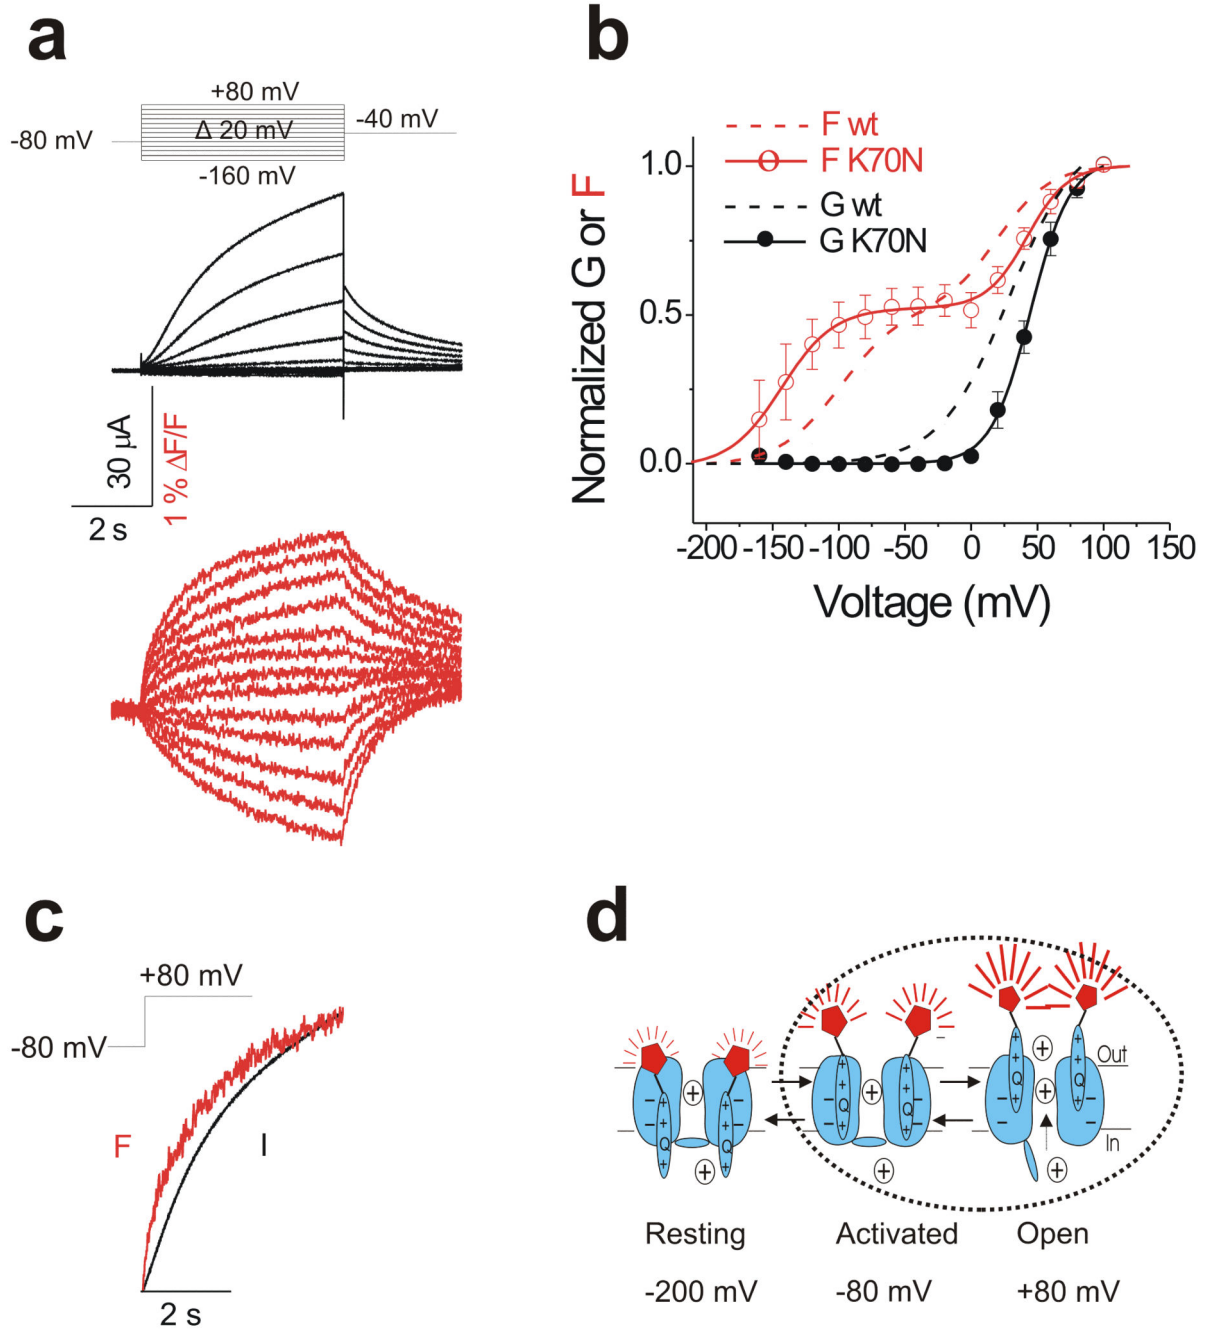 a
+80 mV
-80 mV
Δ 20 mV
-40 mV
-160 mV
30 µA
1 % ΔF/F
2 s
b
F wt
F K70N
G wt
G K70N
Normalized G or F
1.0
0.5
0.0
-200 -150 -100 -50 0 50 100 150
Voltage (mV)
c
+80 mV
-80 mV
F
I
2 s
d
Out
In
Q Q Q Q Q Q
+ + + + + +
− − − − − −
Resting Activated Open
-200 mV -80 mV +80 mV